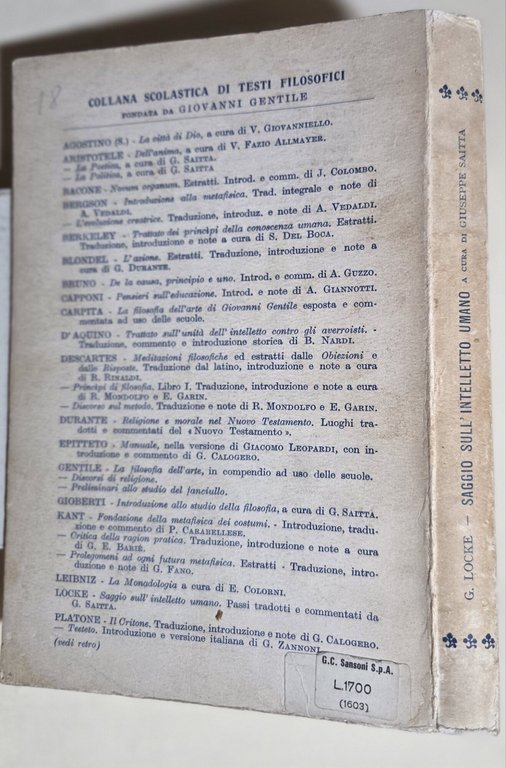 18
COLLANA SCOLASTICA DI TESTI FILOSOFICI
FONDATA DA GIOVANNI GENTILE
AGOSTINO (S.) - La città di Dio, a cura di V. GIOVANNIELLO.
ARISTOTELE - Dell'anima, a cura di V. FAZIO ALLMAYER.
— La Poetica, a cura di G. SAITTA.
— La Politica, a cura di G. SAITTA
BACONE - Novum organum. Estratti. Introd. e comm. di J. COLOMBO.
BERGSON - Introduzione alla metafisica. Trad. integrale e note di
A. VEDALDI.
— L'evoluzione creatrice. Traduzione, introduz. e note di A. VEDALDI.
BERKELEY - Trattato dei principî della conoscenza umana. Estratti.
Traduzione, introduzione e note a cura di S. DEL BOCA.
BLONDEL - L'azione. Estratti. Traduzione, introduzione e note a
cura di G. DURANTE.
BRUNO - De la causa, principio e uno. Introd. e comm. di A. GUZZO.
CAPPONI - Pensieri sull'educazione. Introd. e note di A. GIANNOTTI.
CARPITA - La filosofia dell'arte di Giovanni Gentile esposta e com-
mentata ad uso delle scuole.
D'AQUINO - Trattato sull'unità dell'intelletto contro gli averroisti. -
Traduzione, commento e introduzione storica di B. NARDI.
DESCARTES - Meditazioni filosofiche ed estratti dalle Obiezioni e
dalle Risposte. Traduzione dal latino, introduzione e note a cura
di B. RINALDI.
— Principî di filosofia. Libro I. Traduzione, introduzione e note a cura
di R. MONDOLFO e E. GARIN.
— Discorso sul metodo. Traduzione e note di R. MONDOLFO e E. GARIN.
DURANTE - Religione e morale nel Nuovo Testamento. Luoghi tra-
dotti e commentati del « Nuovo Testamento ».
EPITTETO - Manuale, nella versione di GIACOMO LEOPARDI, con in-
troduzione e commento di G. CALOGERO.
GENTILE - La filosofia dell'arte, in compendio ad uso delle scuole.
— Discorsi di religione.
— Preliminari allo studio del fanciullo.
GIOBERTI - Introduzione allo studio della filosofia, a cura di G. SAITTA.
KANT - Fondazione della metafisica dei costumi. - Introduzione, tradu-
zione e commento di P. CARABELLESE.
— Critica della ragion pratica. Traduzione, introduzione e note a cura
di G. E. BARIÉ.
— Prolegomeni ad ogni futura metafisica. Estratti - Traduzione, intro-
duzione e note di G. FANO.
LEIBNIZ - La Monadologia a cura di E. COLORNI.
LOCKE - Saggio sull'intelletto umano. Passi tradotti e commentati da
G. SAITTA.
PLATONE - Il Critone. Traduzione, introduzione e note di G. CALOGERO.
— Teeteto. Introduzione e versione italiana di G. ZANNONI.
(vedi retro)
G.C. Sansoni S.p.A.
L.1700
(1603)
G. LOCKE — SAGGIO SULL'INTELLETTO UMANO A CURA DI GIUSEPPE SAITTA